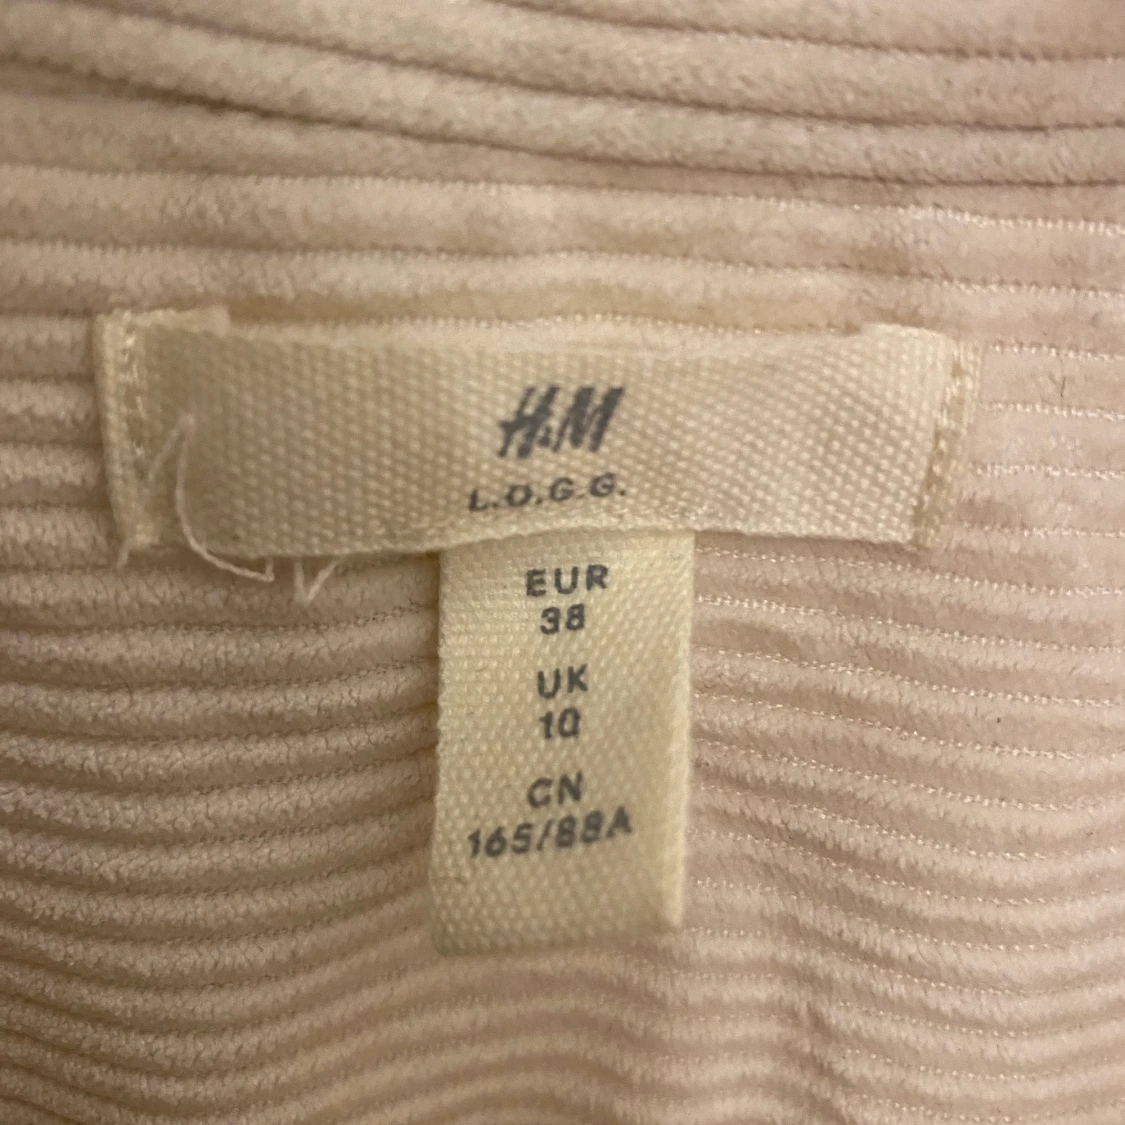 H&M
L.O.G.G.
EUR
38
UK
10
CN
165/88A